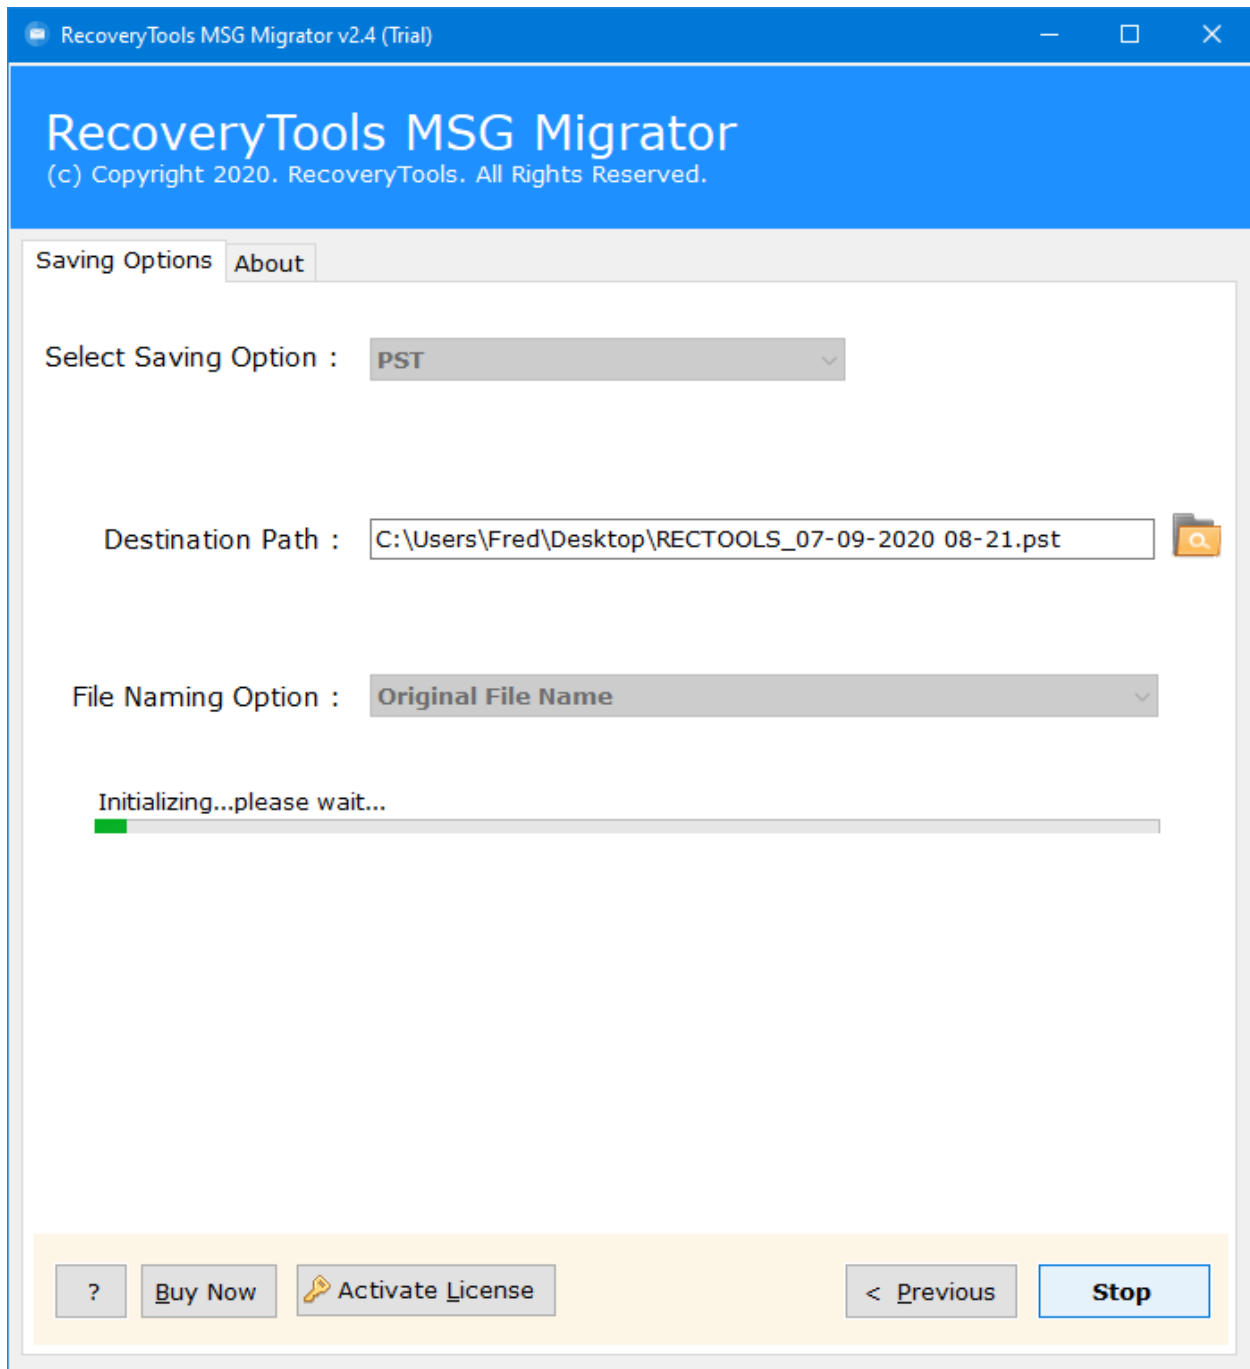 RecoveryTools MSG Migrator v2.4 (Trial)
RecoveryTools MSG Migrator
(c) Copyright 2020. RecoveryTools. All Rights Reserved.
Saving Options About
Select Saving Option : PST
Destination Path : C:\Users\Fred\Desktop\RECTOOLS_07-09-2020 08-21.pst
File Naming Option : Original File Name
Initializing...please wait...
? Buy Now Activate License < Previous Stop